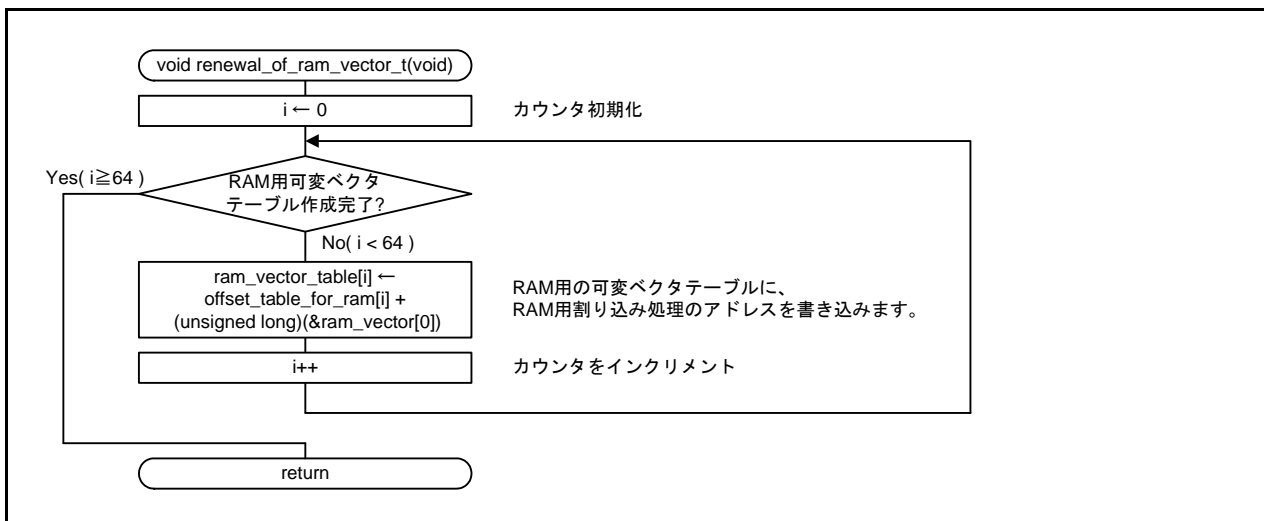 void renewal_of_ram_vector_t(void)
i ← 0
カウンタ初期化
Yes( i≧64 )
RAM用可変ベクタ
テーブル作成完了?
No( i < 64 )
ram_vector_table[i] ←
offset_table_for_ram[i] +
(unsigned long)(&ram_vector[0])
RAM用の可変ベクタテーブルに、
RAM用割り込み処理のアドレスを書き込みます。
i++
カウンタをインクリメント
return